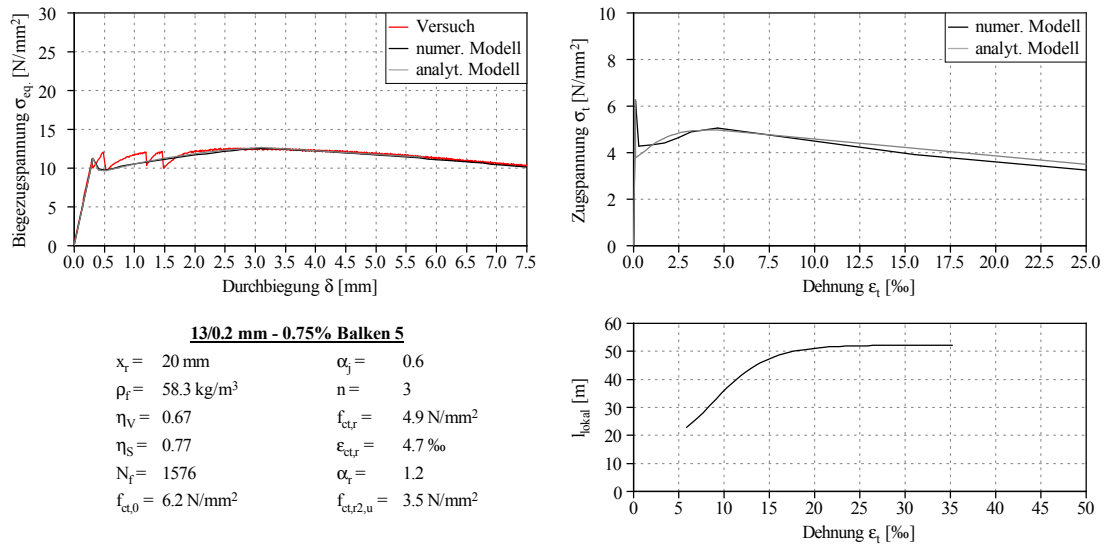 Biegezugspannung σeq. [N/mm²]
30
25
20
15
10
5
0
0.0 0.5 1.0 1.5 2.0 2.5 3.0 3.5 4.0 4.5 5.0 5.5 6.0 6.5 7.0 7.5
Durchbiegung δ [mm]
Versuch
numer. Modell
analyt. Modell
Zugspannung σt [N/mm²]
10
8
6
4
2
0
0.0 2.5 5.0 7.5 10.0 12.5 15.0 17.5 20.0 22.5 25.0
Dehnung εt [‰]
numer. Modell
analyt. Modell
13/0.2 mm - 0.75% Balken 5
xr = 20 mm αj = 0.6
ρf = 58.3 kg/m³ n = 3
ηV = 0.67 fct,r = 4.9 N/mm²
ηS = 0.77 εct,r = 4.7 ‰
Nf = 1576 αr = 1.2
fct,0 = 6.2 N/mm² fct,r2,u = 3.5 N/mm²
llokal [m]
60
50
40
30
20
10
0
0 5 10 15 20 25 30 35 40 45 50
Dehnung εt [‰]